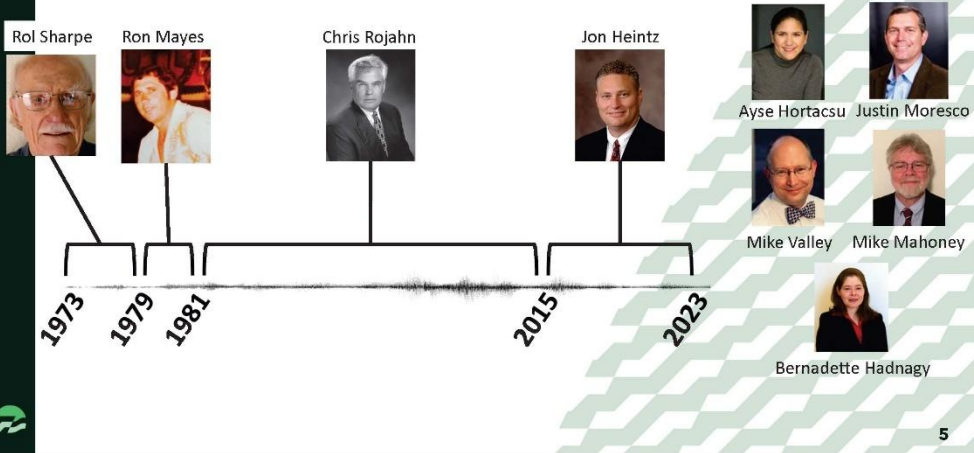 Rol Sharpe
Ron Mayes
Chris Rojahn
Jon Heintz
Ayse Hortacsu
Justin Moresco
Mike Valley
Mike Mahoney
Bernadette Hadnagy
1973
1979
1981
2015
2023
5